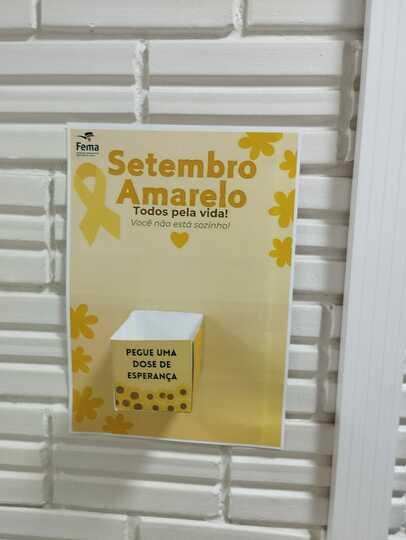 Fema
Setembro
Amarelo
Todos pela vida!
Você não está sozinho!
PEGUE UMA
DOSE DE
ESPERANÇA